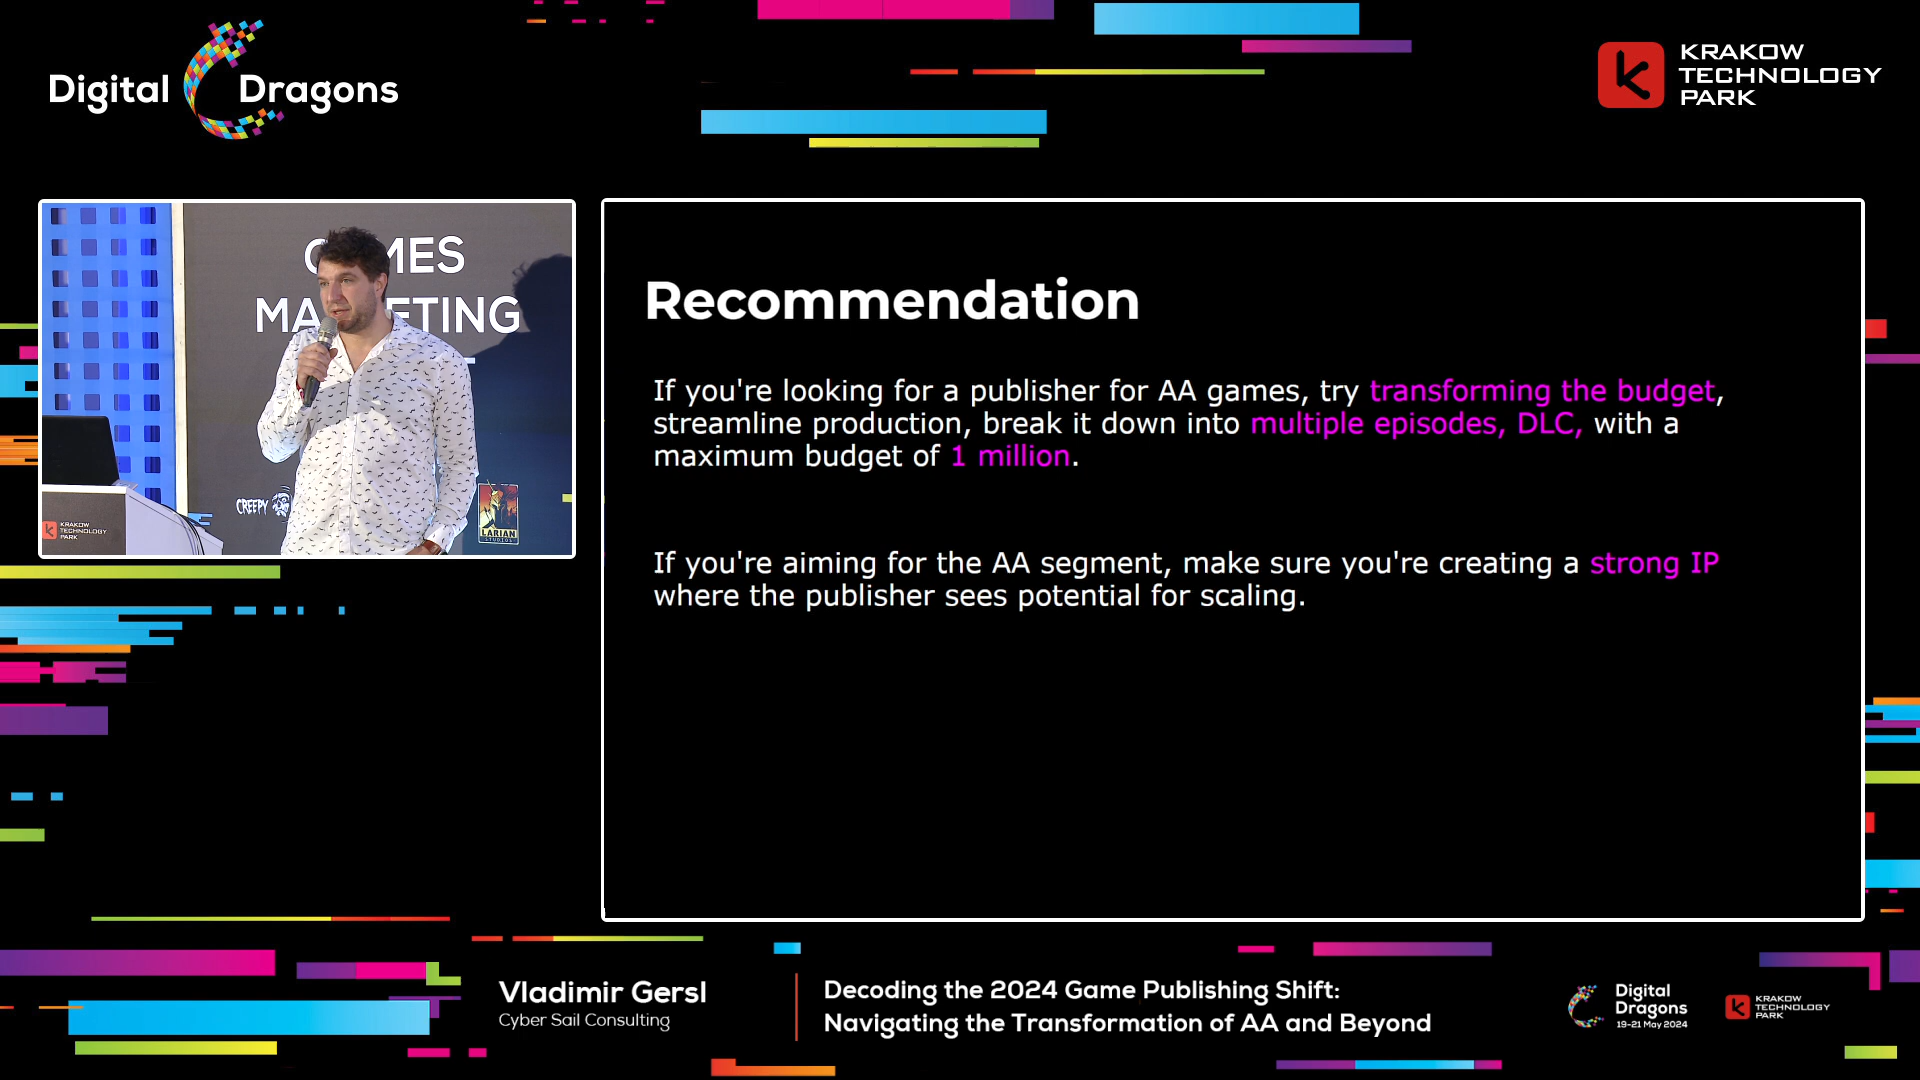 Digital Dragons
KRAKOW
TECHNOLOGY
PARK
MES
MA ETING
CREEPY
LARIAN
STUDIOS
KRAKOW
TECHNOLOGY
PARK
Recommendation
If you're looking for a publisher for AA games, try transforming the budget,
streamline production, break it down into multiple episodes, DLC, with a
maximum budget of 1 million.
If you're aiming for the AA segment, make sure you're creating a strong IP
where the publisher sees potential for scaling.
Vladimir Gersl
Cyber Sail Consulting
Decoding the 2024 Game Publishing Shift:
Navigating the Transformation of AA and Beyond
Digital
Dragons
19-21 May 2024
KRAKOW
TECHNOLOGY
PARK